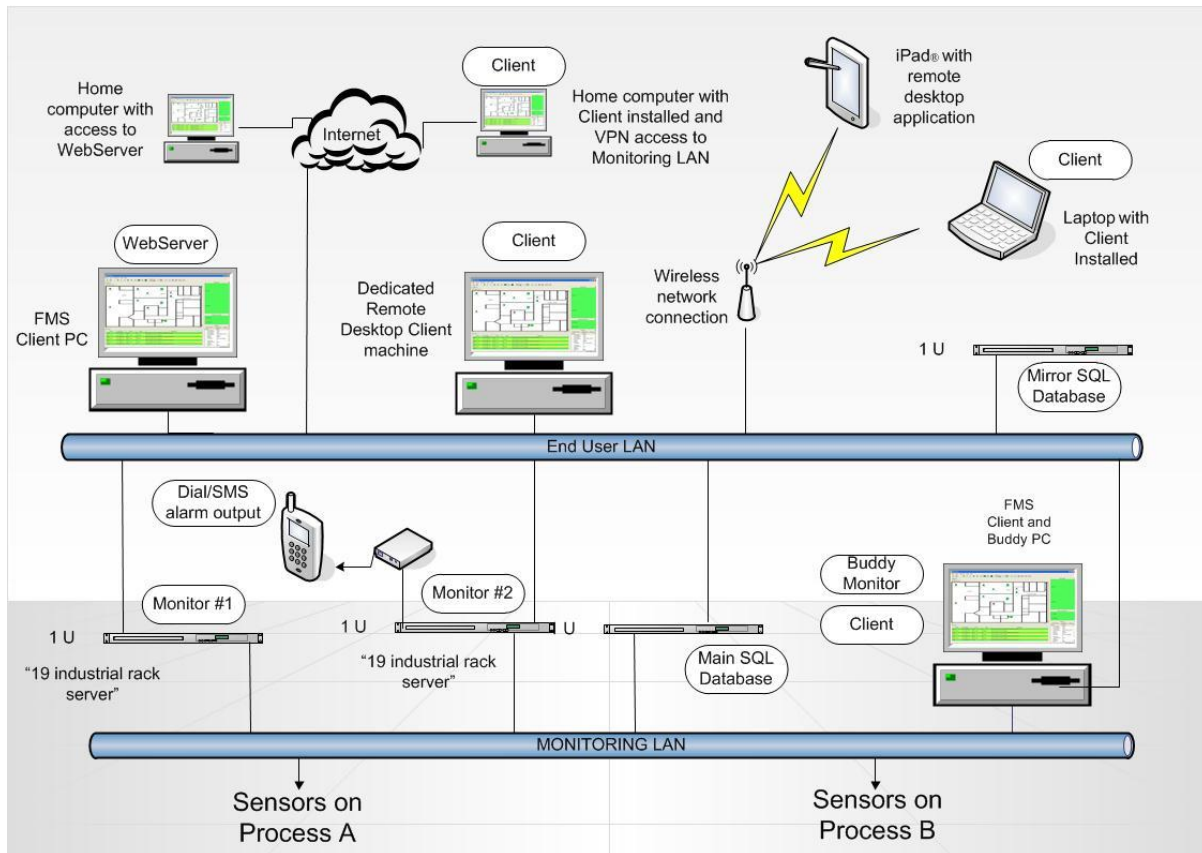 Home
computer with
access to
WebServer
Internet
Client
Home computer with
Client installed and
VPN access to
Monitoring LAN
iPad® with
remote
desktop
application
Client
Laptop with
Client
Installed
WebServer
FMS
Client PC
Client
Dedicated
Remote
Desktop Client
machine
Wireless
network
connection
1 U
Mirror SQL
Database
End User LAN
Dial/SMS
alarm output
FMS
Client and
Buddy PC
Buddy
Monitor
Client
Monitor #1
1 U
“19 industrial rack
server”
Monitor #2
1 U
U
“19 industrial rack
server”
Main SQL
Database
MONITORING LAN
Sensors on
Process A
Sensors on
Process B